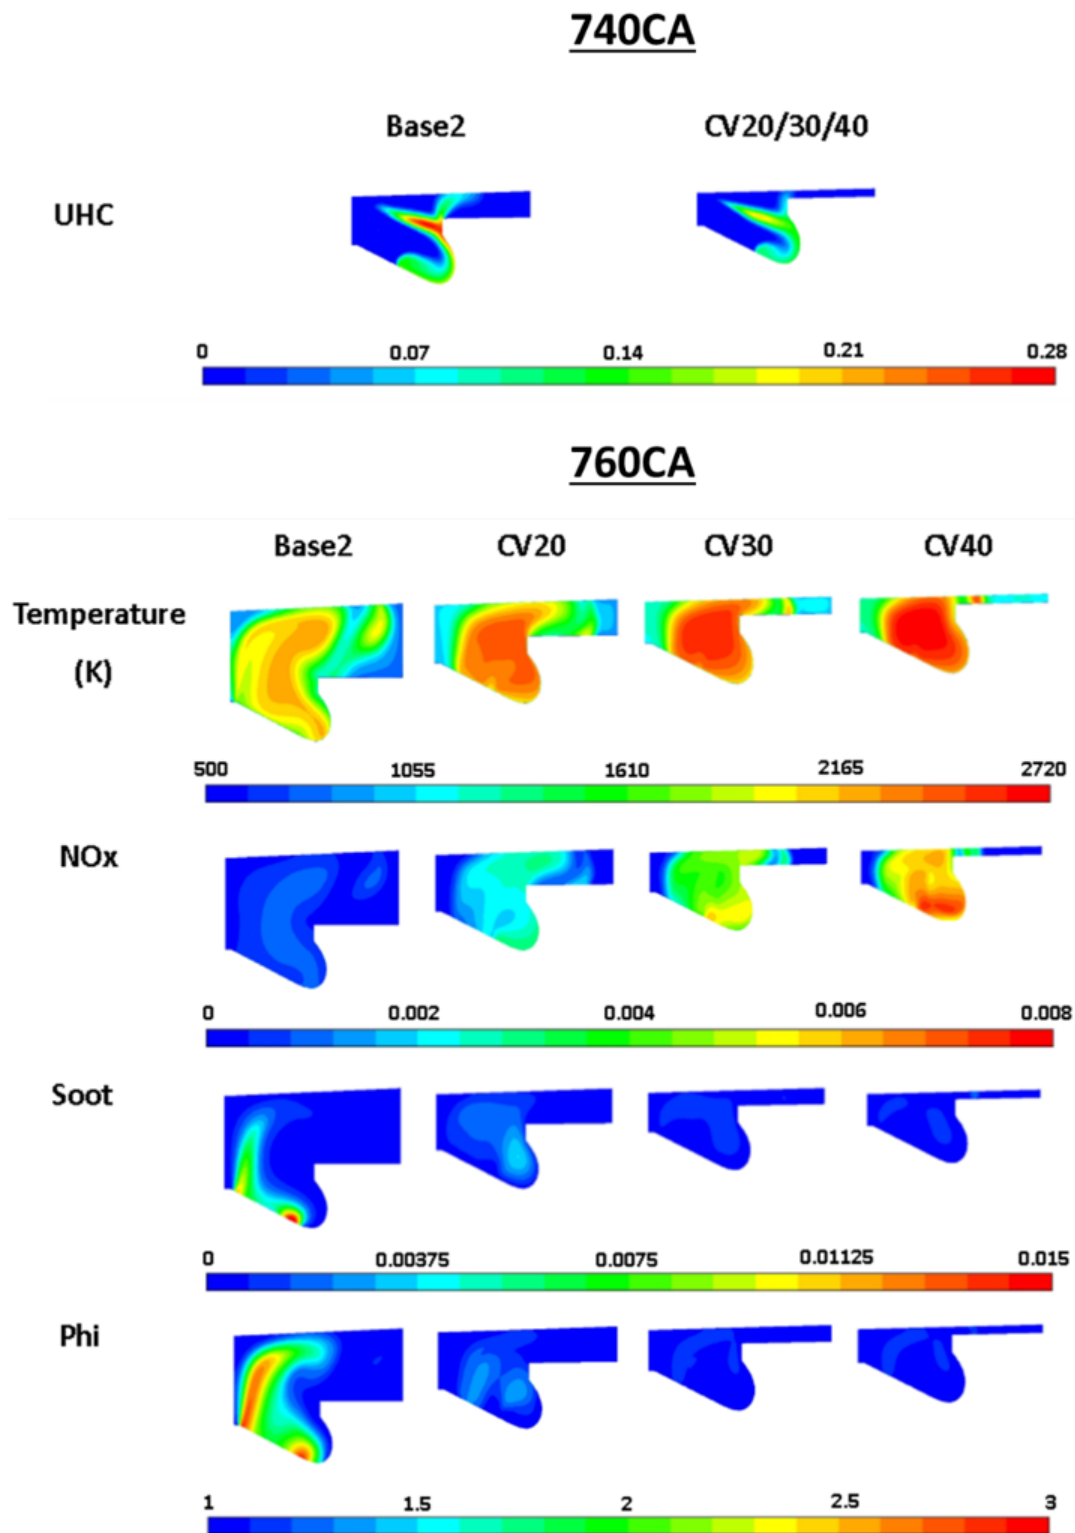 740CA
Base2 CV20/30/40
UHC
0 0.07 0.14 0.21 0.28
760CA
Base2 CV20 CV30 CV40
Temperature
(K)
500 1055 1610 2165 2720
NOx
0 0.002 0.004 0.006 0.008
Soot
0 0.00375 0.0075 0.01125 0.015
Phi
1 1.5 2 2.5 3